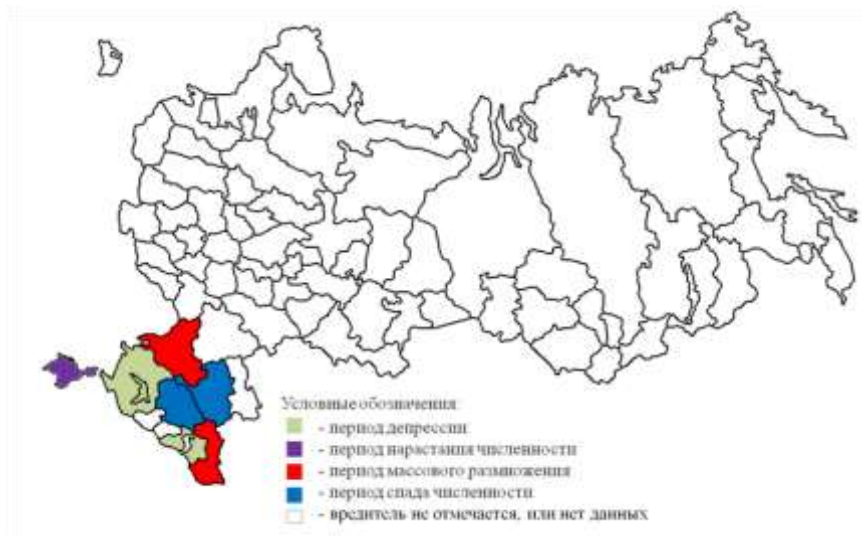 Условные обозначения:
- период депрессии
- период нарастания численности
- период массового размножения
- период спада численности
- вредитель не отмечается, или нет данных